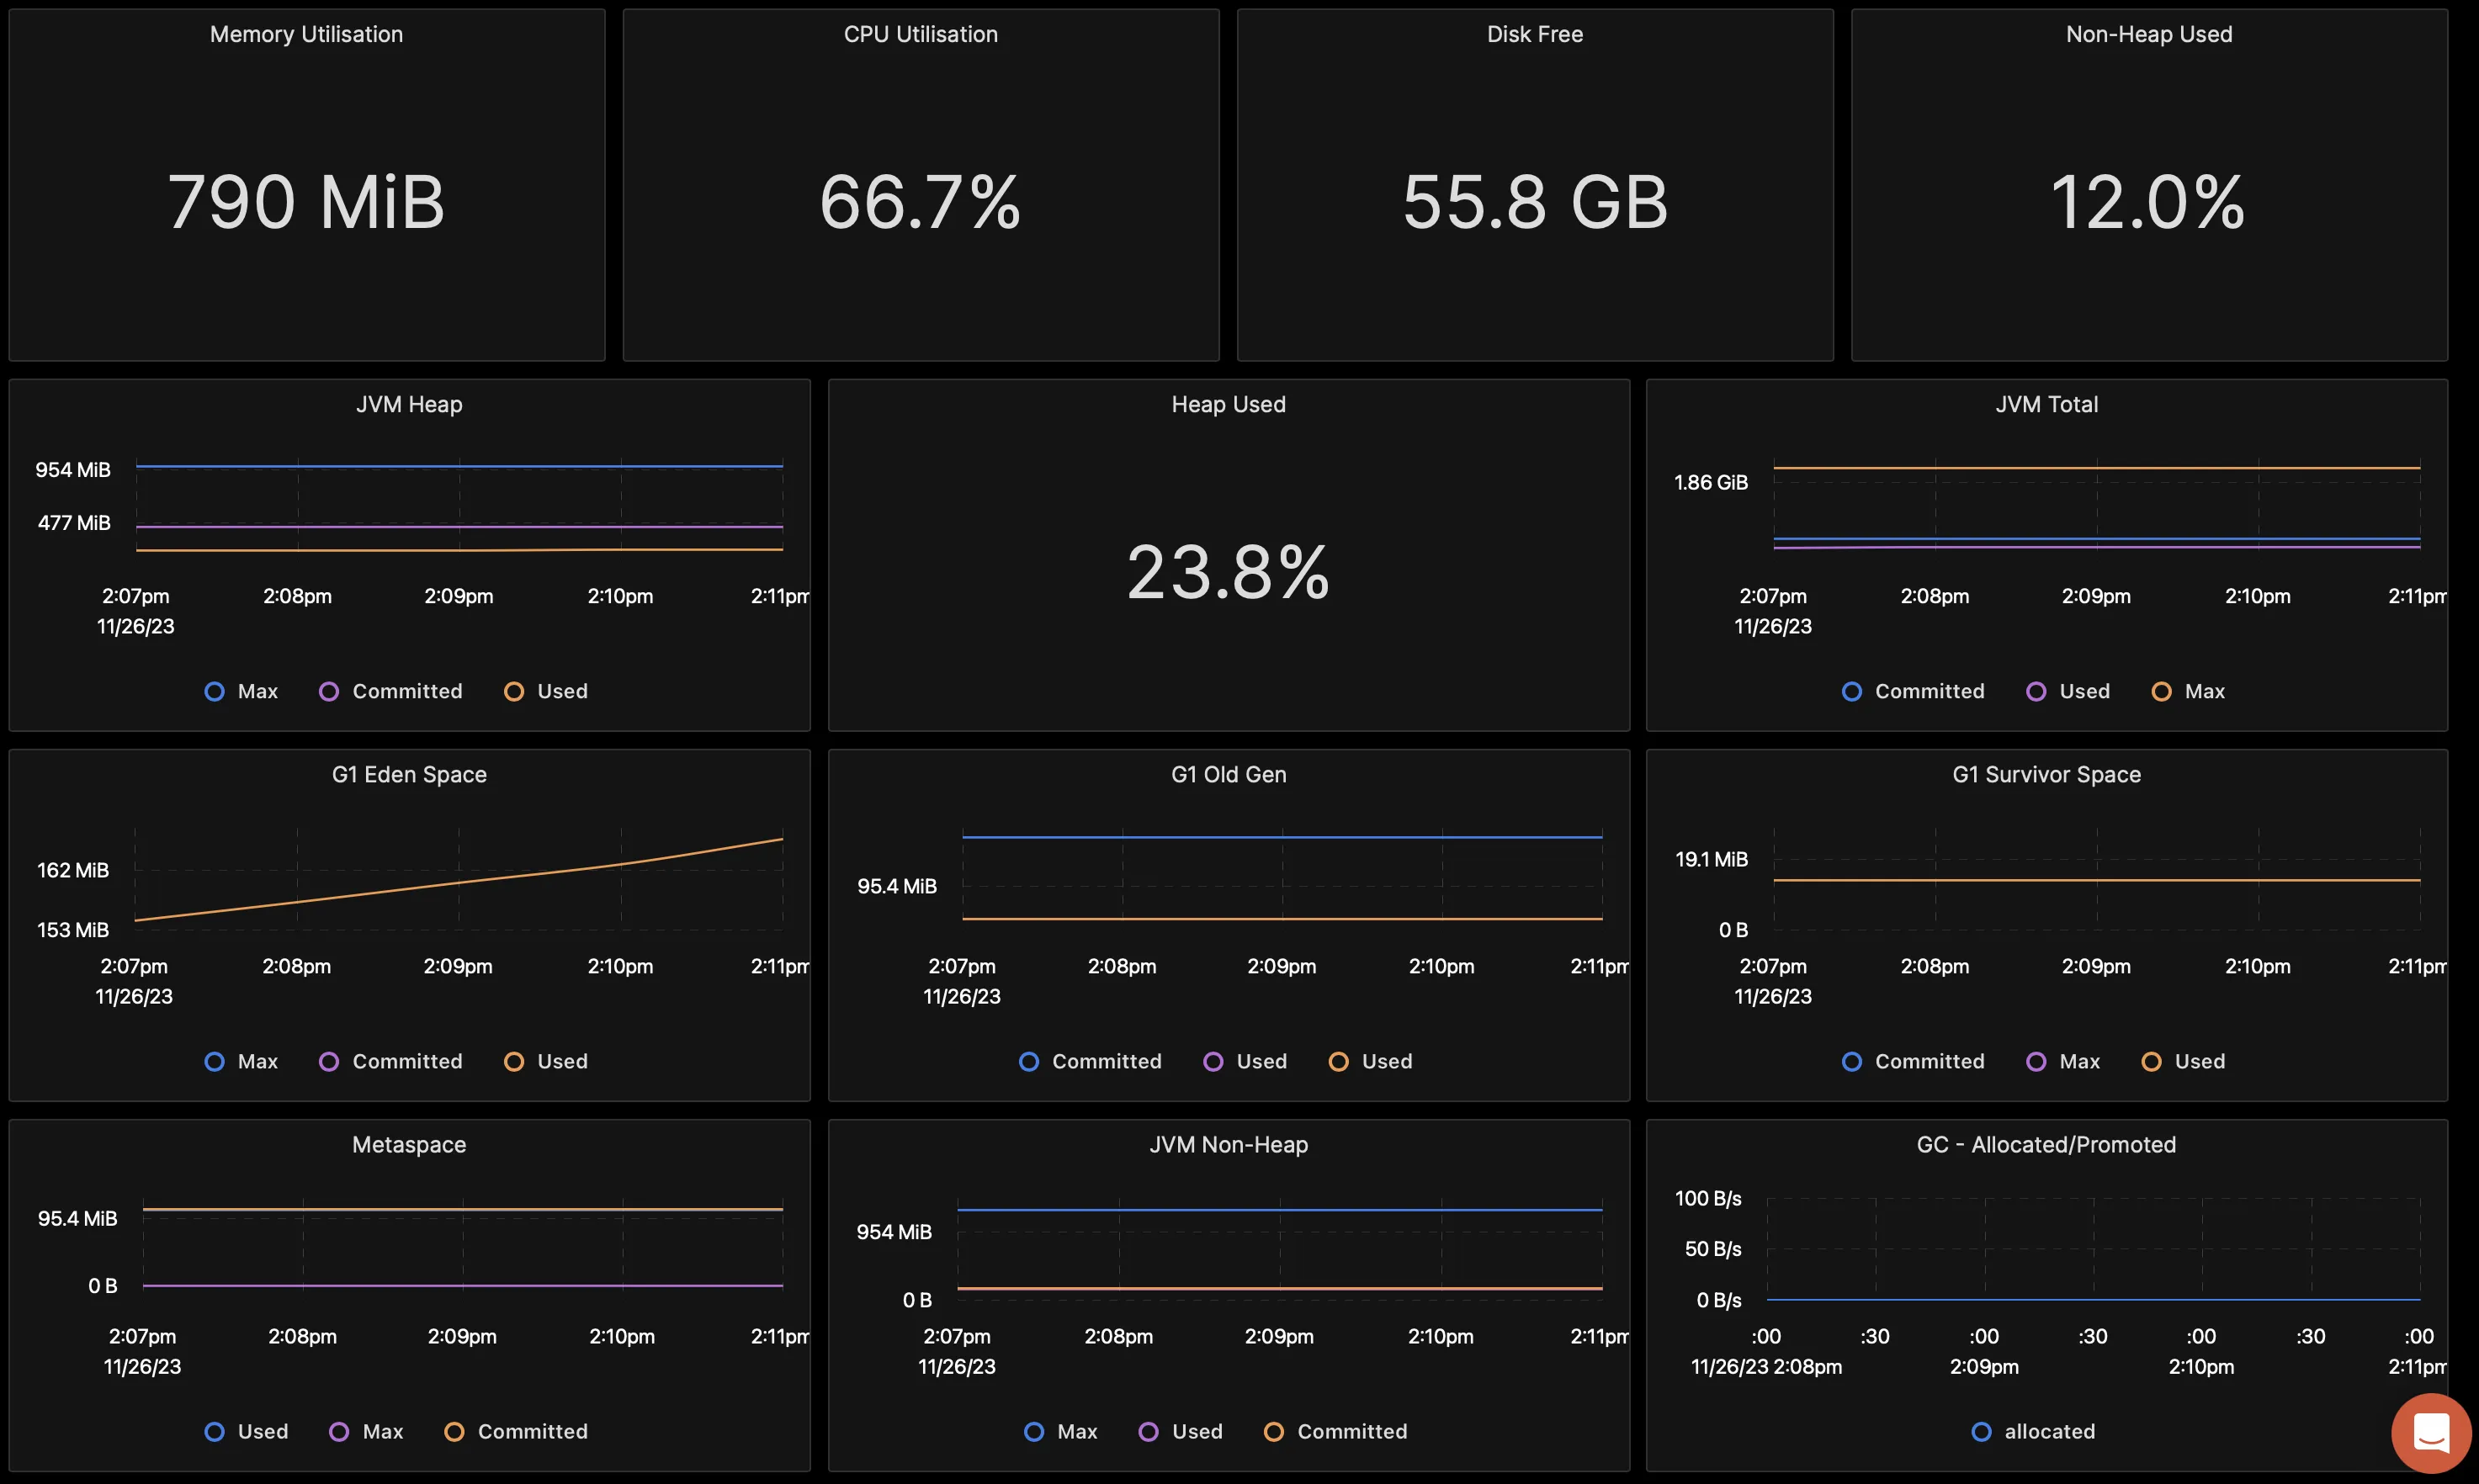 Memory Utilisation
790 MiB
CPU Utilisation
66.7%
Disk Free
55.8 GB
Non-Heap Used
12.0%
JVM Heap
954 MiB
477 MiB
2:07pm 2:08pm 2:09pm 2:10pm 2:11pm
11/26/23
Max Committed Used
Heap Used
23.8%
JVM Total
1.86 GiB
2:07pm 2:08pm 2:09pm 2:10pm 2:11pm
11/26/23
Committed Used Max
G1 Eden Space
162 MiB
153 MiB
2:07pm 2:08pm 2:09pm 2:10pm 2:11pm
11/26/23
Max Committed Used
G1 Old Gen
95.4 MiB
2:07pm 2:08pm 2:09pm 2:10pm 2:11pm
11/26/23
Committed Used Used
G1 Survivor Space
19.1 MiB
0 B
2:07pm 2:08pm 2:09pm 2:10pm 2:11pm
11/26/23
Committed Max Used
Metaspace
95.4 MiB
0 B
2:07pm 2:08pm 2:09pm 2:10pm 2:11pm
11/26/23
Used Max Committed
JVM Non-Heap
954 MiB
0 B
2:07pm 2:08pm 2:09pm 2:10pm 2:11pm
11/26/23
Max Used Committed
GC - Allocated/Promoted
100 B/s
50 B/s
0 B/s
:00 :30 :00 :30 :00 :30 :00
11/26/23 2:08pm 2:09pm 2:10pm 2:11pm
allocated